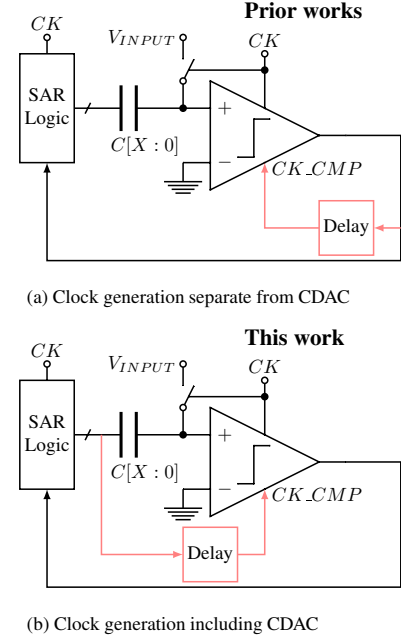 Prior works
CK
V_INPUT
CK
SAR
Logic
C[X : 0]
+
−
CK_CMP
Delay
(a) Clock generation separate from CDAC
This work
CK
V_INPUT
CK
SAR
Logic
C[X : 0]
+
−
CK_CMP
Delay
(b) Clock generation including CDAC